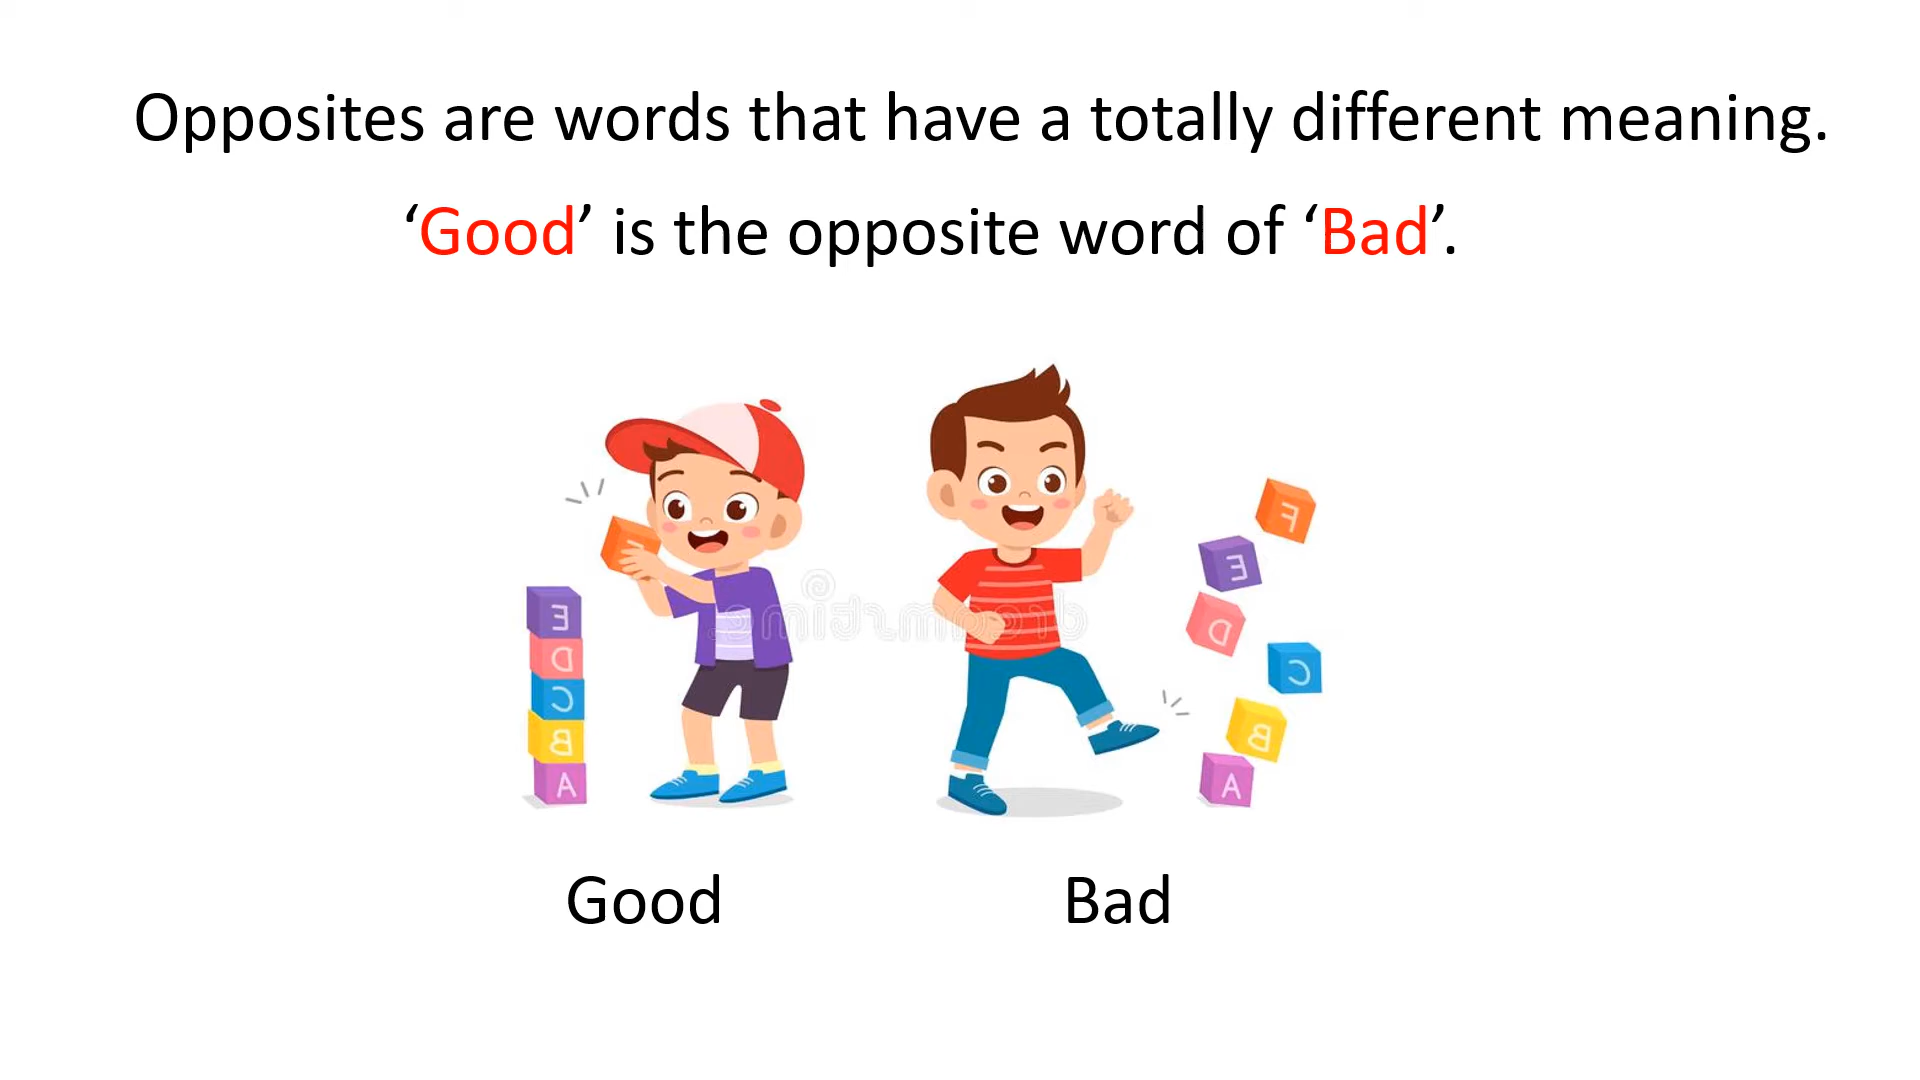 Opposites are words that have a totally different meaning.
‘Good’ is the opposite word of ‘Bad’.
F
E
E
D
D
C
C
B
B
A
A
Good
Bad